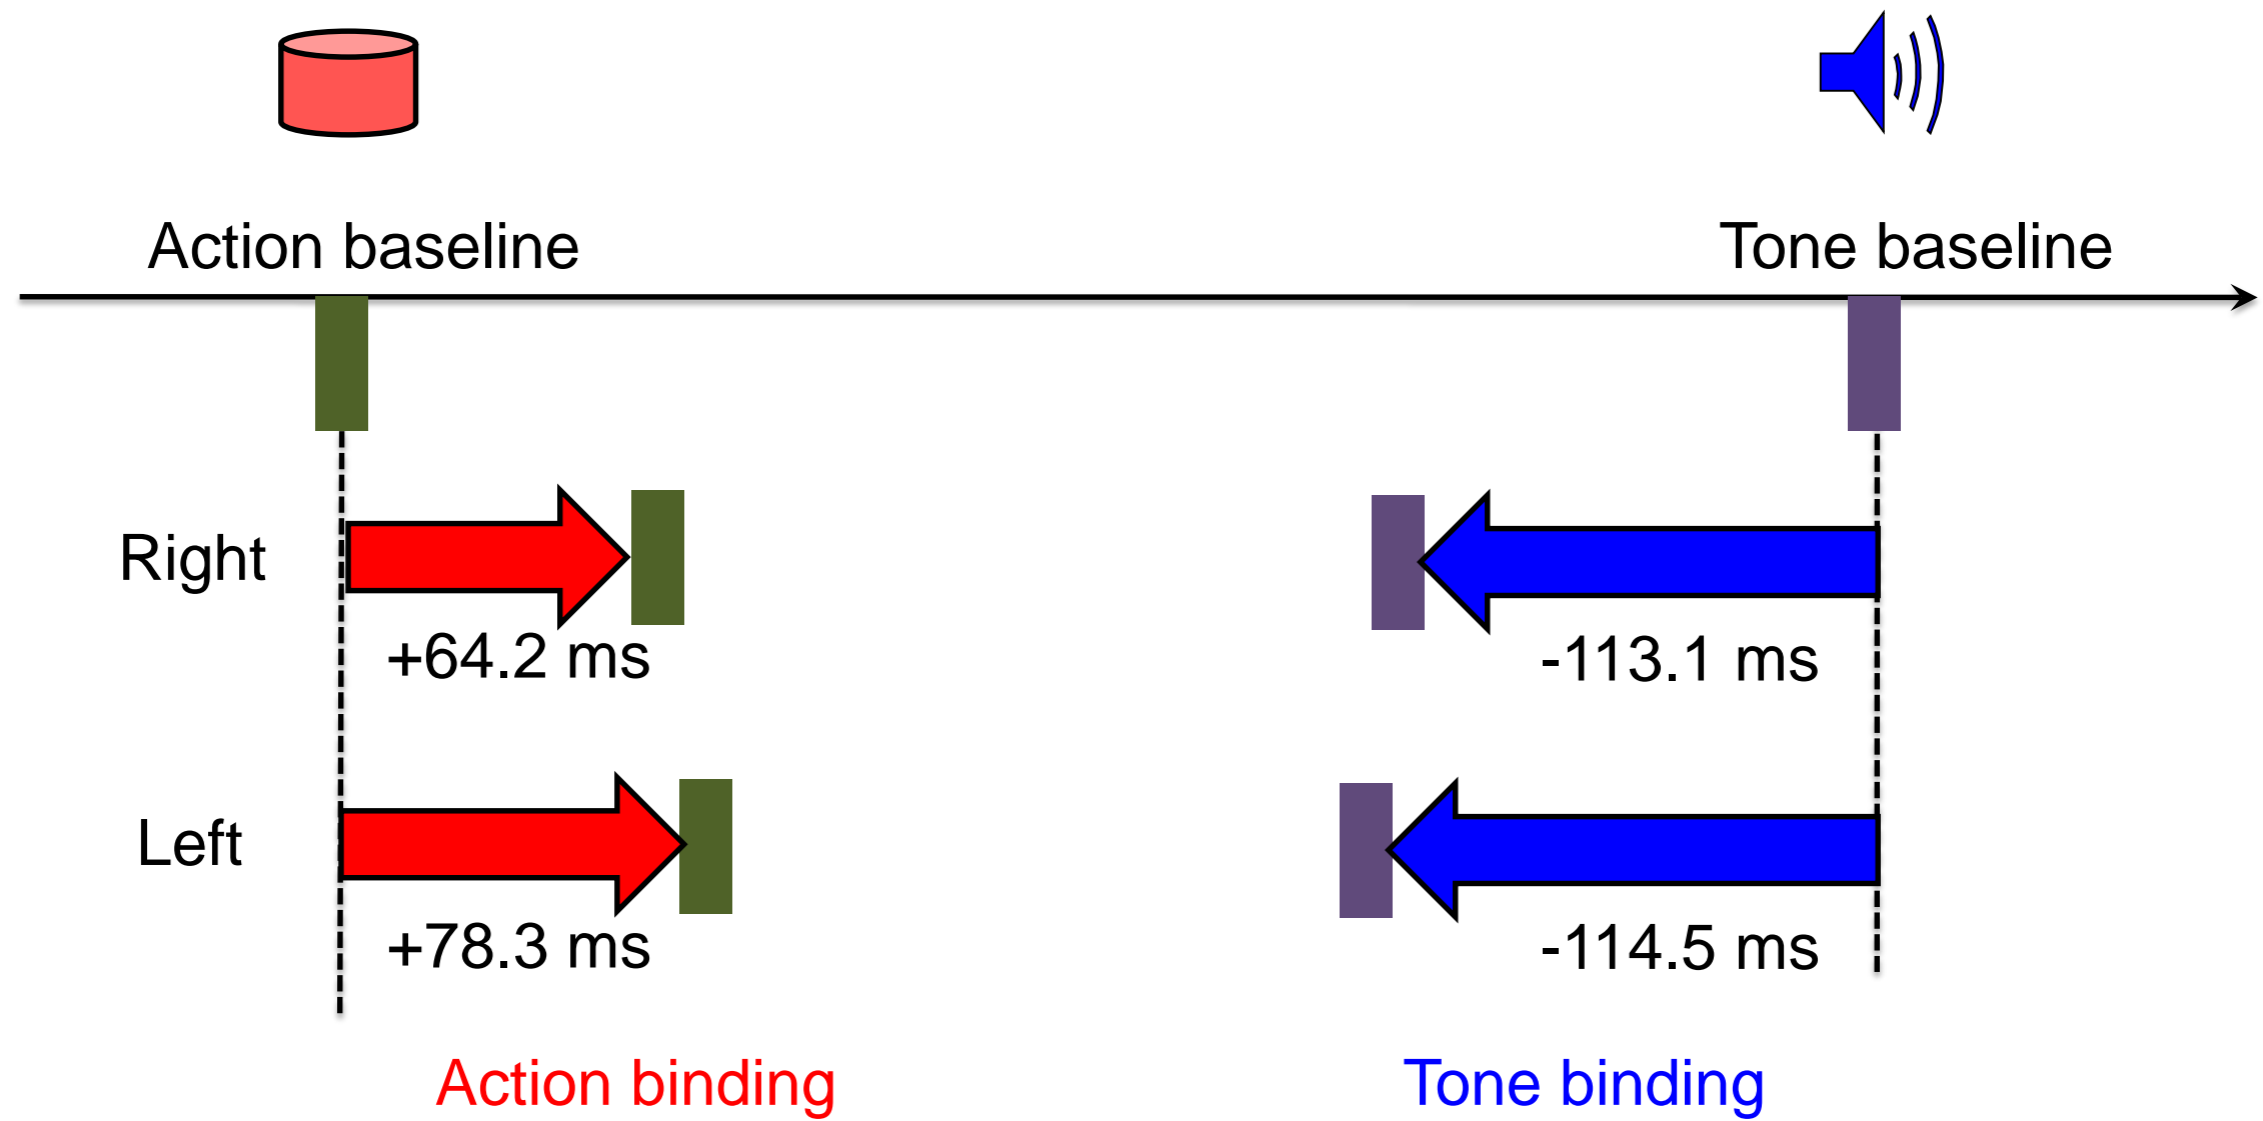 Action baseline
Tone baseline
Right
+64.2 ms
-113.1 ms
Left
+78.3 ms
-114.5 ms
Action binding
Tone binding